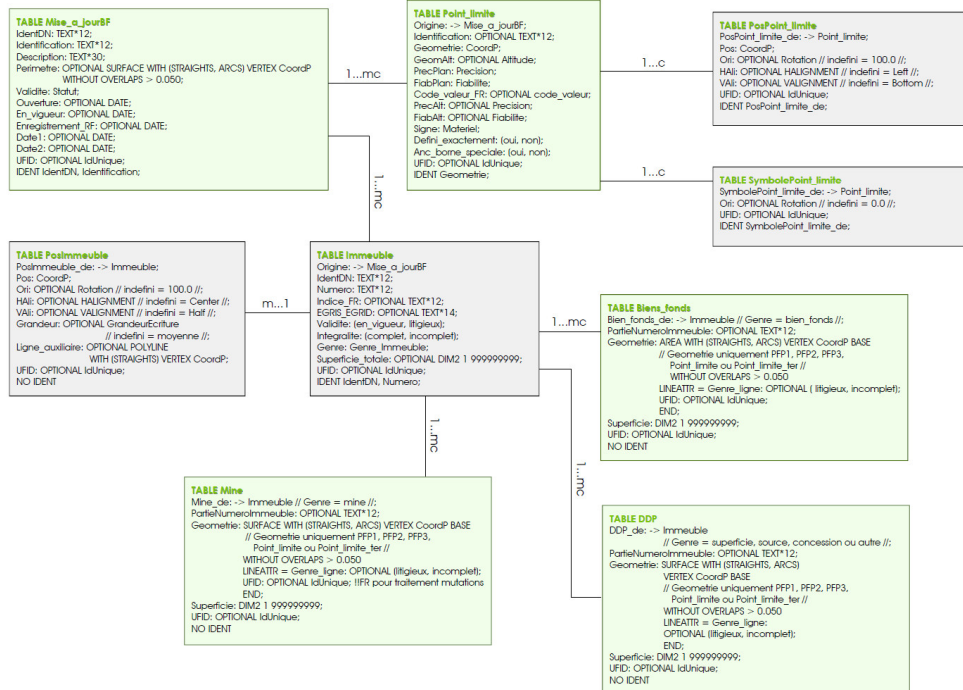 TABLE Mise_a_jourBF
IdentDN: TEXT*12;
Identification: TEXT*12;
Description: TEXT*30;
Perimetre: OPTIONAL SURFACE WITH (STRAIGHTS, ARCS) VERTEX CoordP
WITHOUT OVERLAPS > 0.050;
Validite: Statut;
Ouverture: OPTIONAL DATE;
En_vigueur: OPTIONAL DATE;
Enregistrement_RF: OPTIONAL DATE;
Date1: OPTIONAL DATE;
Date2: OPTIONAL DATE;
UFID: OPTIONAL IdUnique;
IDENT IdentDN, Identification;
1...mc
TABLE Point_limite
Origine: -> Mise_a_jourBF
Identification: OPTIONAL TEXT*12;
Geometrie: CoordP;
GeomAlt: OPTIONAL Altitude;
PrecPlan: Precision;
FiabPlan: Fiabilite;
Code_valeur_FR: OPTIONAL code_valeur;
PrecAlt: OPTIONAL Precision;
FiabAlt: OPTIONAL Fiabilite;
Signe: Materiel;
Defini_exactement: (oui, non);
Anc_borne_speciale: (oui, non);
UFID: OPTIONAL IdUnique;
IDENT Geometrie;
1...c
TABLE PosPoint_limite
PosPoint_limite_de: -> Point_limite;
Pos: CoordP;
Ori: OPTIONAL Rotation // indefini = 100.0 //;
HAli: OPTIONAL HALIGNMENT // indefini = Left //;
VAli: OPTIONAL VALIGNMENT // indefini = Bottom //;
UFID: OPTIONAL IdUnique;
IDENT PosPoint_limite_de;
1...c
TABLE SymbolePoint_limite
SymbolePoint_limite_de: -> Point_limite;
Ori: OPTIONAL Rotation // indefini = 0.0 //;
UFID: OPTIONAL IdUnique;
IDENT SymbolePoint_limite_de;
1...mc
TABLE PosImmeuble
PosImmeuble_de: -> Immeuble;
Pos: CoordP;
Ori: OPTIONAL Rotation // indefini = 100.0 //;
HAli: OPTIONAL HALIGNMENT // indefini = Center //;
VAli: OPTIONAL VALIGNMENT // indefini = Half //;
Grandeur: OPTIONAL GrandeurEcriture
// indefini = moyenne //;
Ligne_auxiliaire: OPTIONAL POLYLINE
WITH (STRAIGHTS) VERTEX CoordP;
UFID: OPTIONAL IdUnique;
NO IDENT
m...1
TABLE Immeuble
Origine: -> Mise_a_jourBF
IdentDN: TEXT*12;
Numero: TEXT*12;
Indice_FR: OPTIONAL TEXT*12;
EGRIS_EGRID: OPTIONAL TEXT*14;
Validite: (en_vigueur, litigieux);
Integralite: (complet, incomplet);
Genre: Genre_Immeuble;
Superficie_totale: OPTIONAL DIM2 1 999999999;
UFID: OPTIONAL IdUnique;
IDENT IdentDN, Numero;
1...mc
TABLE Biens_fonds
Bien_fonds_de: -> Immeuble // Genre = bien_fonds //;
PartieNumeroImmeuble: OPTIONAL TEXT*12;
Geometrie: AREA WITH (STRAIGHTS, ARCS) VERTEX CoordP BASE
// Geometrie uniquement PFP1, PFP2, PFP3,
Point_limite ou Point_limite_ter //
WITHOUT OVERLAPS > 0.050
LINEATTR = Genre_ligne: OPTIONAL ( litigieux, incomplet);
UFID: OPTIONAL IdUnique;
END;
Superficie: DIM2 1 999999999;
UFID: OPTIONAL IdUnique;
NO IDENT
1...mc
1...mc
TABLE Mine
Mine_de: -> Immeuble // Genre = mine //;
PartieNumeroImmeuble: OPTIONAL TEXT*12;
Geometrie: SURFACE WITH (STRAIGHTS, ARCS) VERTEX CoordP BASE
// Geometrie uniquement PFP1, PFP2, PFP3,
Point_limite ou Point_limite_ter //
WITHOUT OVERLAPS > 0.050
LINEATTR = Genre_ligne: OPTIONAL (litigieux, incomplet);
UFID: OPTIONAL IdUnique; !!FR pour traitement mutations
END;
Superficie: DIM2 1 999999999;
UFID: OPTIONAL IdUnique;
NO IDENT
TABLE DDP
DDP_de: -> Immeuble
// Genre = superficie, source, concession ou autre //;
PartieNumeroImmeuble: OPTIONAL TEXT*12;
Geometrie: SURFACE WITH (STRAIGHTS, ARCS)
VERTEX CoordP BASE
// Geometrie uniquement PFP1, PFP2, PFP3,
Point_limite ou Point_limite_ter //
WITHOUT OVERLAPS > 0.050
LINEATTR = Genre_ligne:
OPTIONAL (litigieux, incomplet);
END;
Superficie: DIM2 1 999999999;
UFID: OPTIONAL IdUnique;
NO IDENT